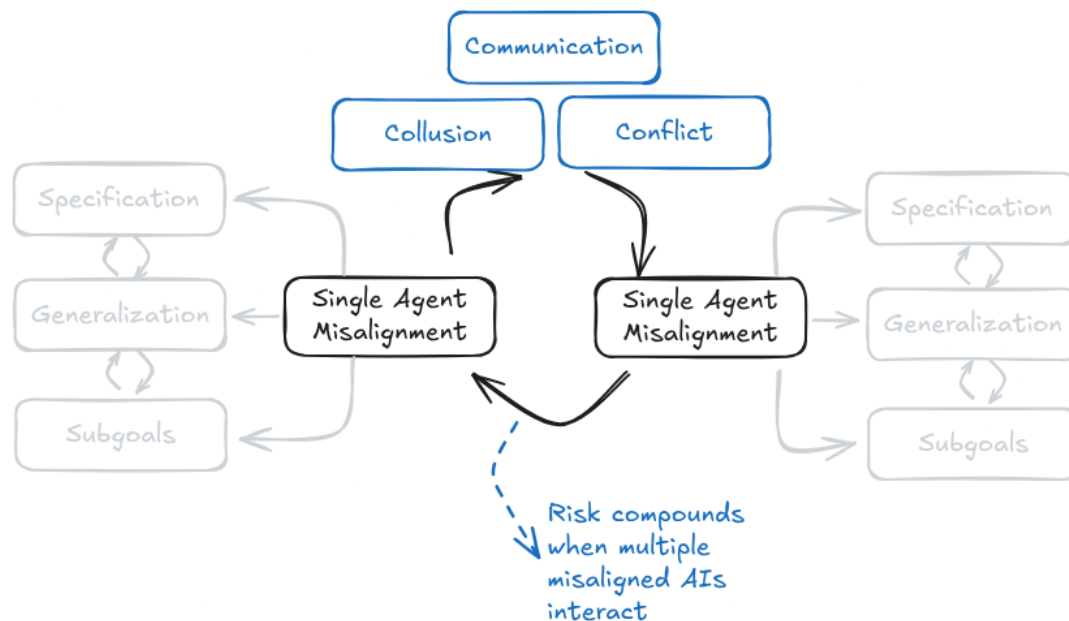 Communication
Collusion
Conflict
Specification
Generalization
Subgoals
Single Agent
Misalignment
Single Agent
Misalignment
Specification
Generalization
Subgoals
Risk compounds
when multiple
misaligned AIs
interact